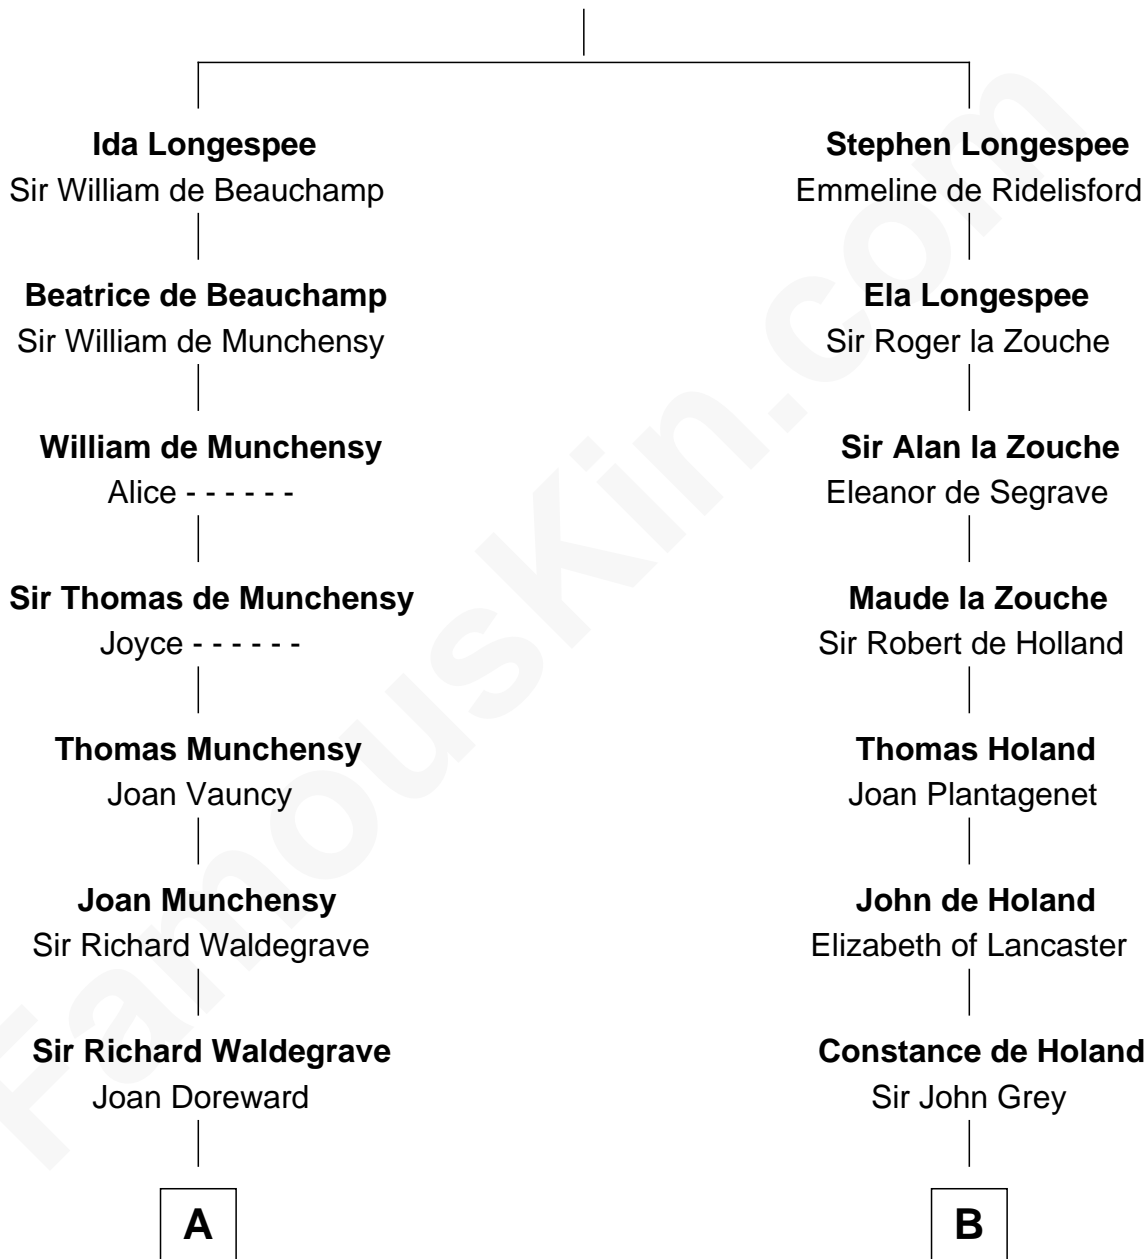 Ida Longespee
Sir William de Beauchamp
Beatrice de Beauchamp
Sir William de Munchensy
William de Munchensy
Alice - - - - - -
Sir Thomas de Munchensy
Joyce - - - - - -
Thomas Munchensy
Joan Vauncy
Joan Munchensy
Sir Richard Waldegrave
Sir Richard Waldegrave
Joan Doreward
A
Stephen Longespee
Emmeline de Ridelisford
Ela Longespee
Sir Roger la Zouche
Sir Alan la Zouche
Eleanor de Segrave
Maude la Zouche
Sir Robert de Holland
Thomas Holand
Joan Plantagenet
John de Holand
Elizabeth of Lancaster
Constance de Holand
Sir John Grey
B
FamousKin.com